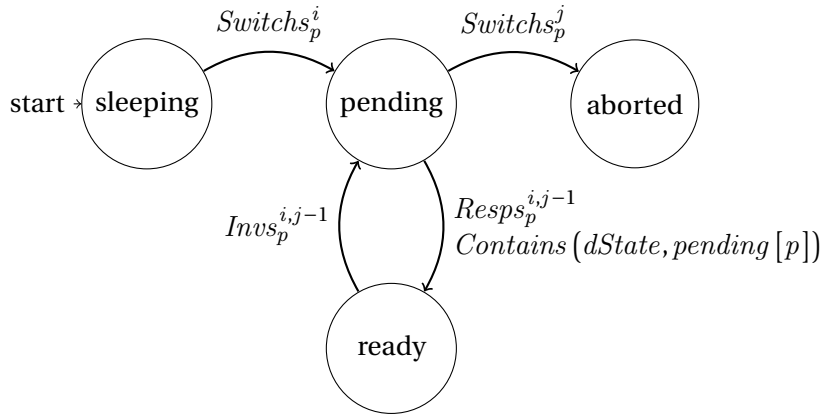 Switchs_p^i
Switchs_p^j
start
sleeping
pending
aborted
Invs_p^{i,j-1}
Resps_p^{i,j-1}
Contains (dState, pending [p])
ready